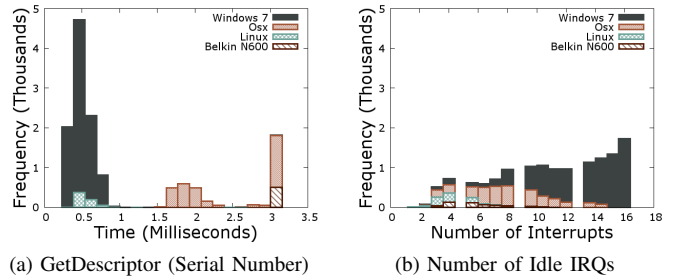 Frequency (Thousands)
5
4
3
2
1
0
Windows 7
Osx
Linux
Belkin N600
0 0.5 1 1.5 2 2.5 3 3.5
Time (Milliseconds)
(a) GetDescriptor (Serial Number)
Frequency (Thousands)
5
4
3
2
1
0
Windows 7
Osx
Linux
Belkin N600
0 2 4 6 8 10 12 14 16 18
Number of Interrupts
(b) Number of Idle IRQs